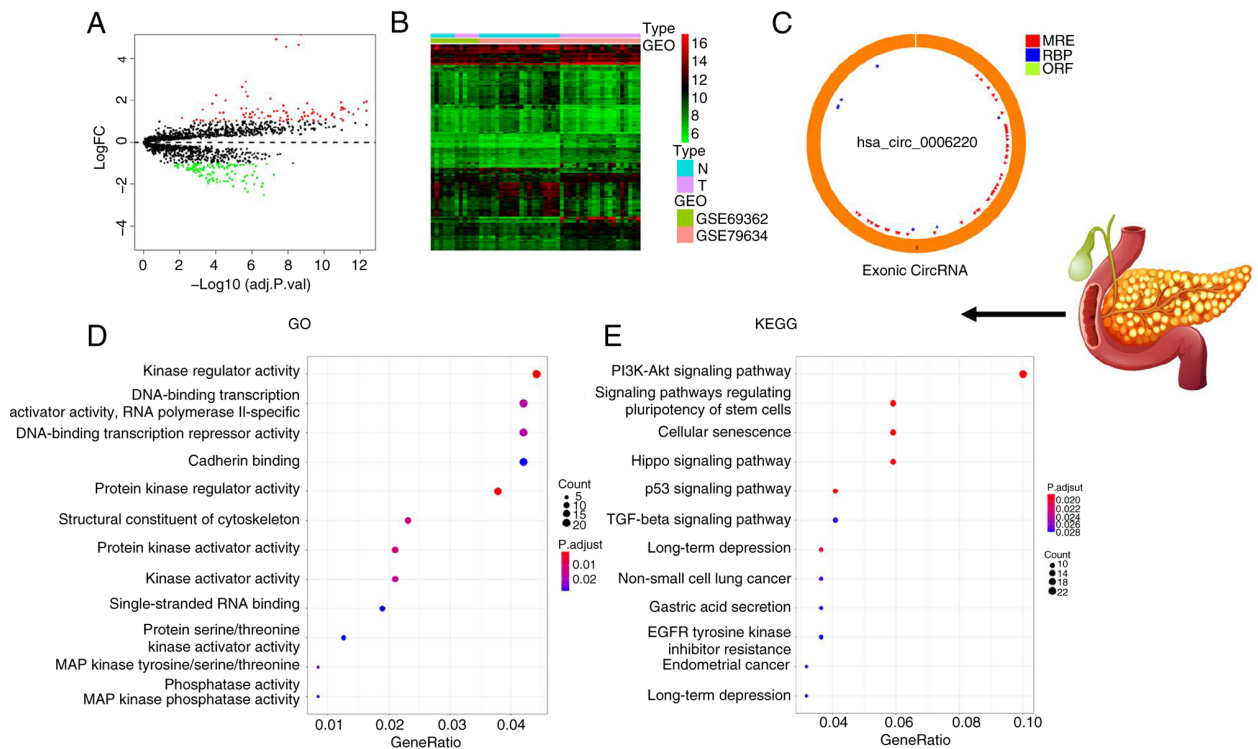 A
LogFC
4
2
0
−2
−4
0 2 4 6 8 10 12
−Log10 (adj.P.val)
B
Type
GEO
16
14
12
10
8
6
Type
N
T
GEO
GSE69362
GSE79634
C
hsa_circ_0006220
Exonic CircRNA
MRE
RBP
ORF
D
GO
Kinase regulator activity
DNA-binding transcription
activator activity, RNA polymerase II-specific
DNA-binding transcription repressor activity
Cadherin binding
Protein kinase regulator activity
Structural constituent of cytoskeleton
Protein kinase activator activity
Kinase activator activity
Single-stranded RNA binding
Protein serine/threonine
kinase activator activity
MAP kinase tyrosine/serine/threonine
Phosphatase activity
MAP kinase phosphatase activity
0.01 0.02 0.03 0.04
GeneRatio
Count
5
10
15
20
P.adjust
0.01
0.02
E
KEGG
PI3K-Akt signaling pathway
Signaling pathways regulating
pluripotency of stem cells
Cellular senescence
Hippo signaling pathway
p53 signaling pathway
TGF-beta signaling pathway
Long-term depression
Non-small cell lung cancer
Gastric acid secretion
EGFR tyrosine kinase
inhibitor resistance
Endometrial cancer
Long-term depression
0.04 0.06 0.08 0.10
GeneRatio
P.adjsut
0.020
0.022
0.024
0.026
0.028
Count
10
14
18
22